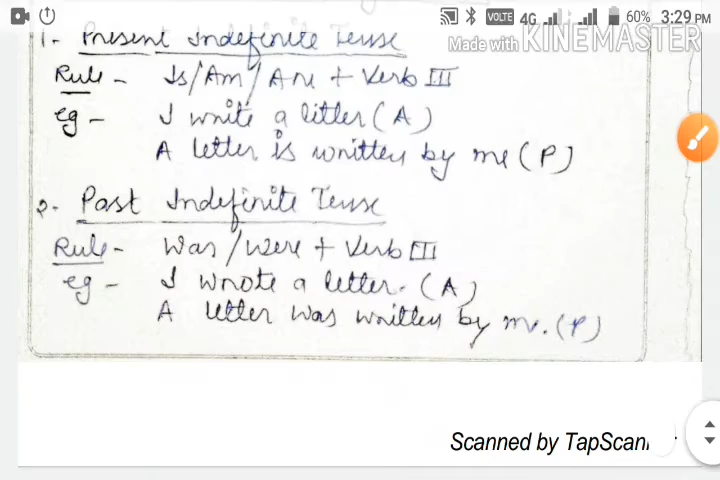 VOLTE 4G 60% 3:29 PM
Made with KINEMASTER
1- Present Indefinite Tense
Rule - Is/Am/Are + Verb III
eg - I write a litter (A)
A letter is written by me (P)
2- Past Indefinite Tense
Rule - Was/Were + Verb III
eg - I wrote a letter. (A)
A letter was written by me. (P)
Scanned by TapScan